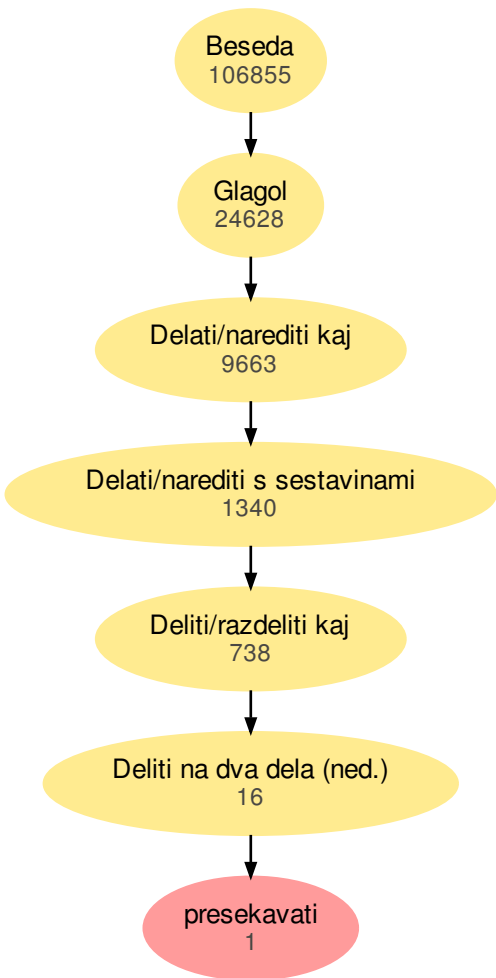 Beseda
106855
Glagol
24628
Delati/narediti kaj
9663
Delati/narediti s sestavinami
1340
Deliti/razdeliti kaj
738
Deliti na dva dela (ned.)
16
presekavati
1